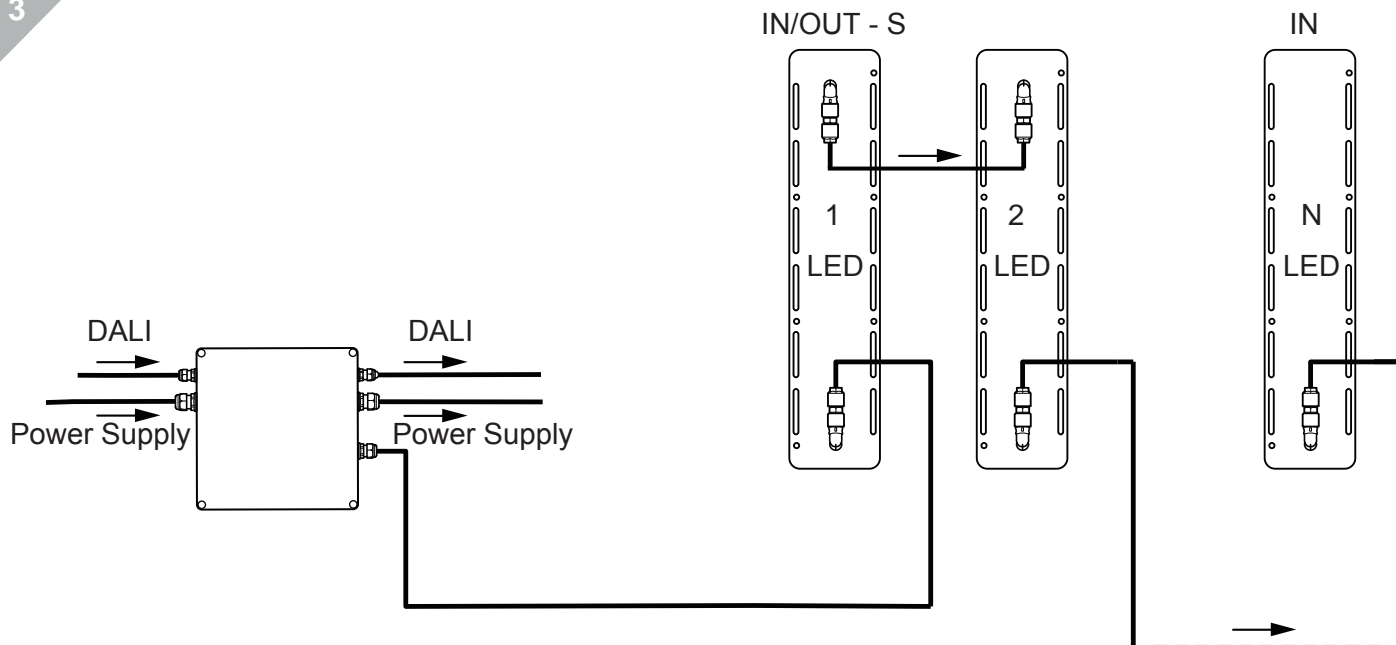 3
IN/OUT - S
IN
1
LED
2
LED
N
LED
DALI
DALI
Power Supply
Power Supply